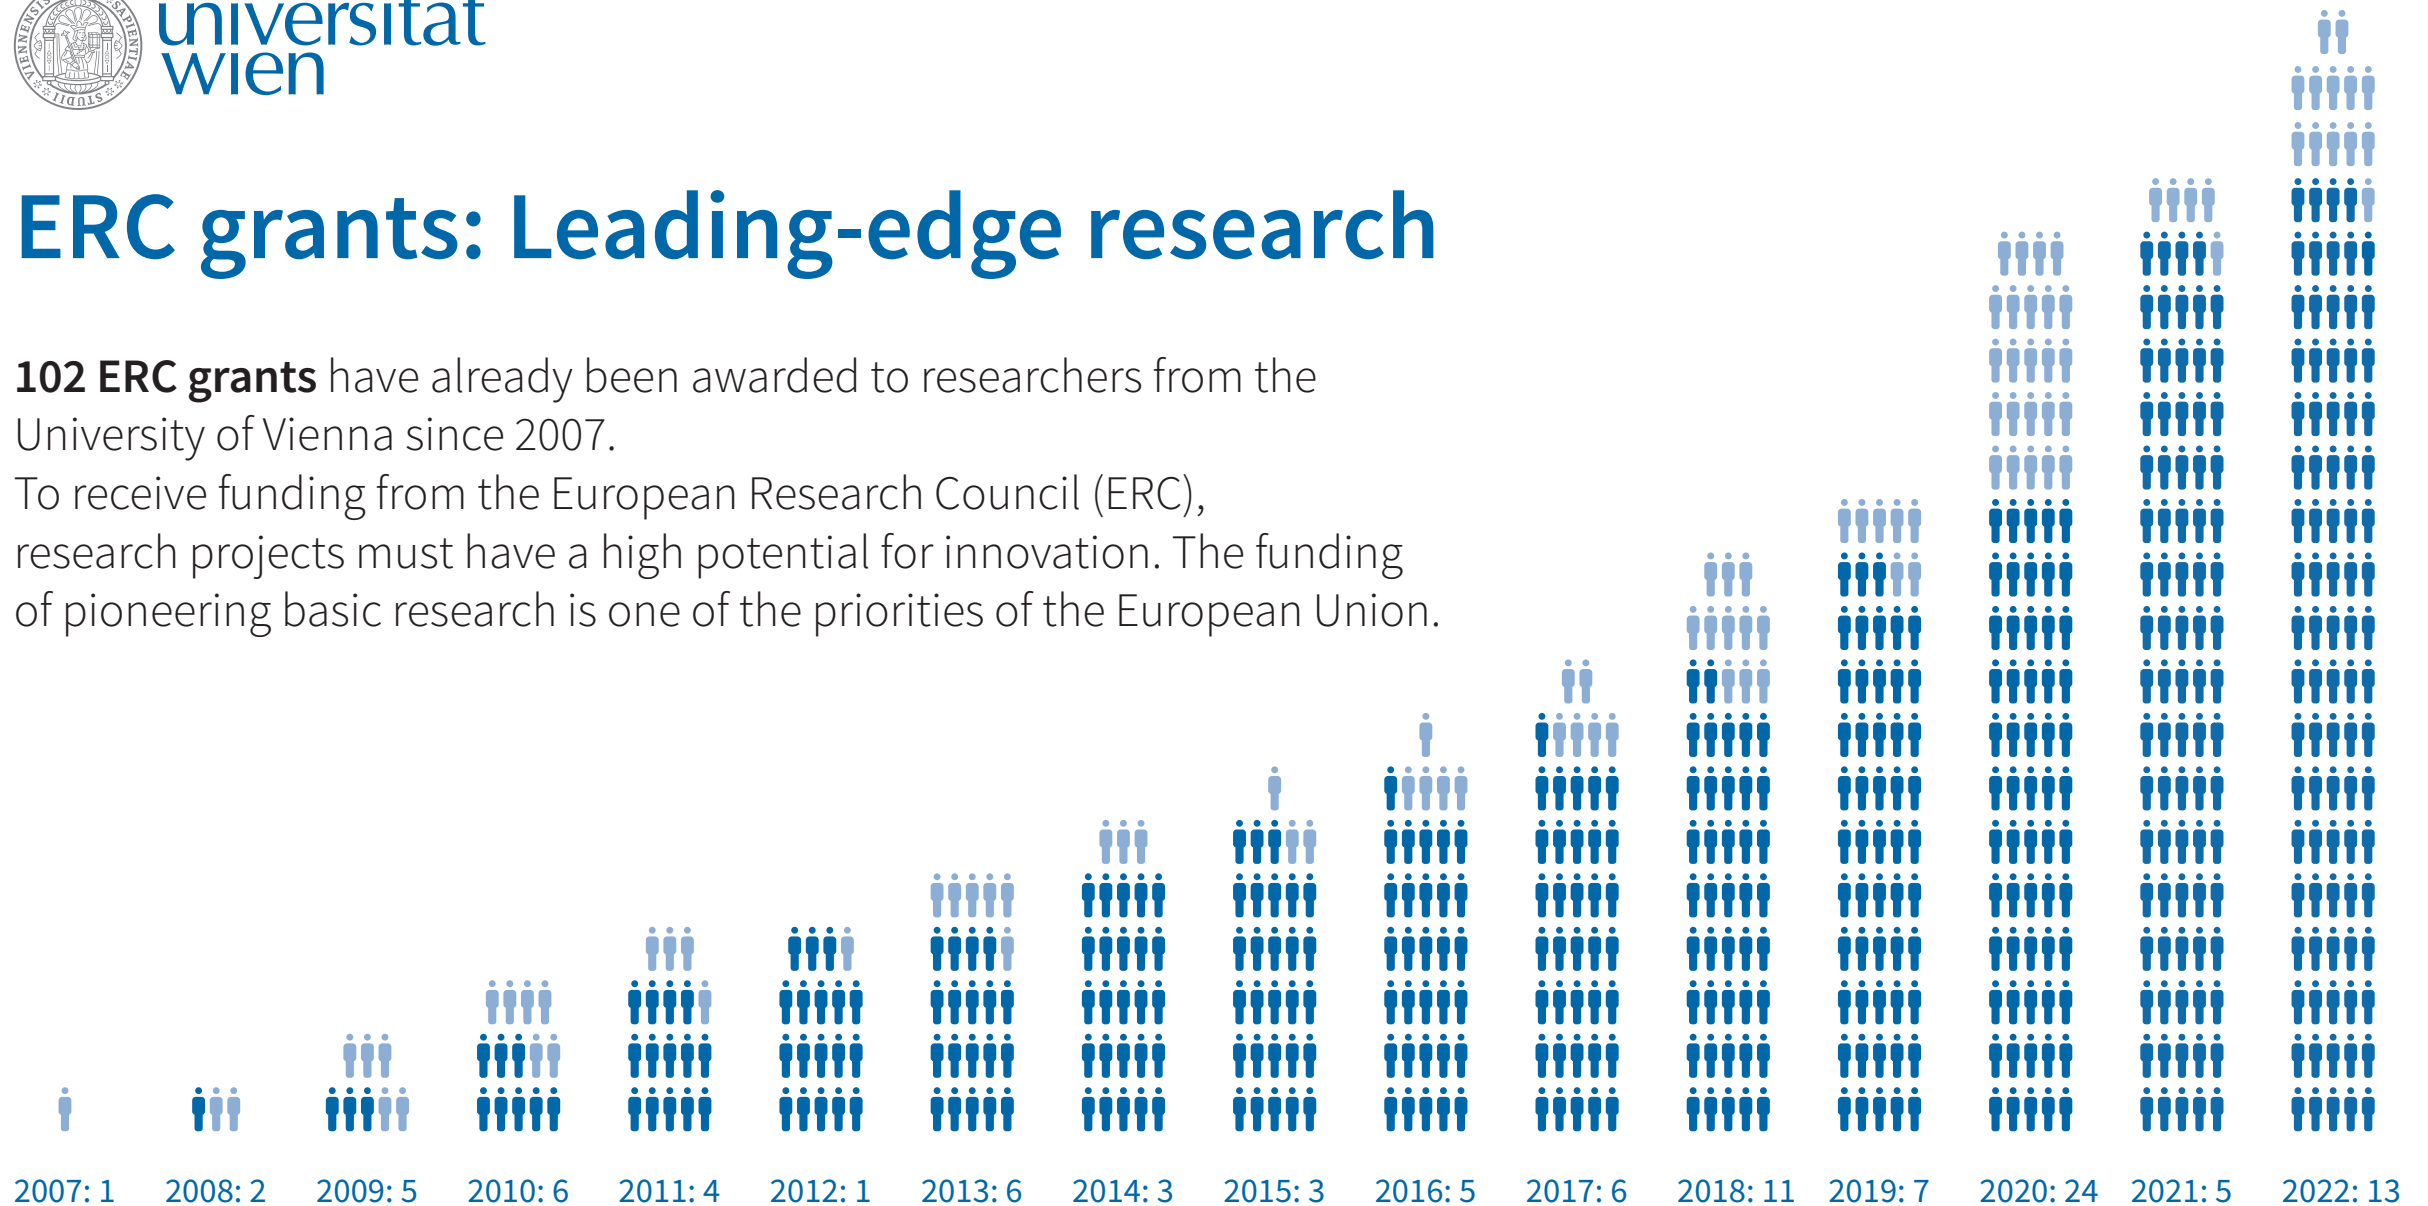 universität
wien
VIENNENSIS
SAPIENTIAE
STUDII
ERC grants: Leading-edge research
102 ERC grants have already been awarded to researchers from the
University of Vienna since 2007.
To receive funding from the European Research Council (ERC),
research projects must have a high potential for innovation. The funding
of pioneering basic research is one of the priorities of the European Union.
2007: 1
2008: 2
2009: 5
2010: 6
2011: 4
2012: 1
2013: 6
2014: 3
2015: 3
2016: 5
2017: 6
2018: 11
2019: 7
2020: 24
2021: 5
2022: 13